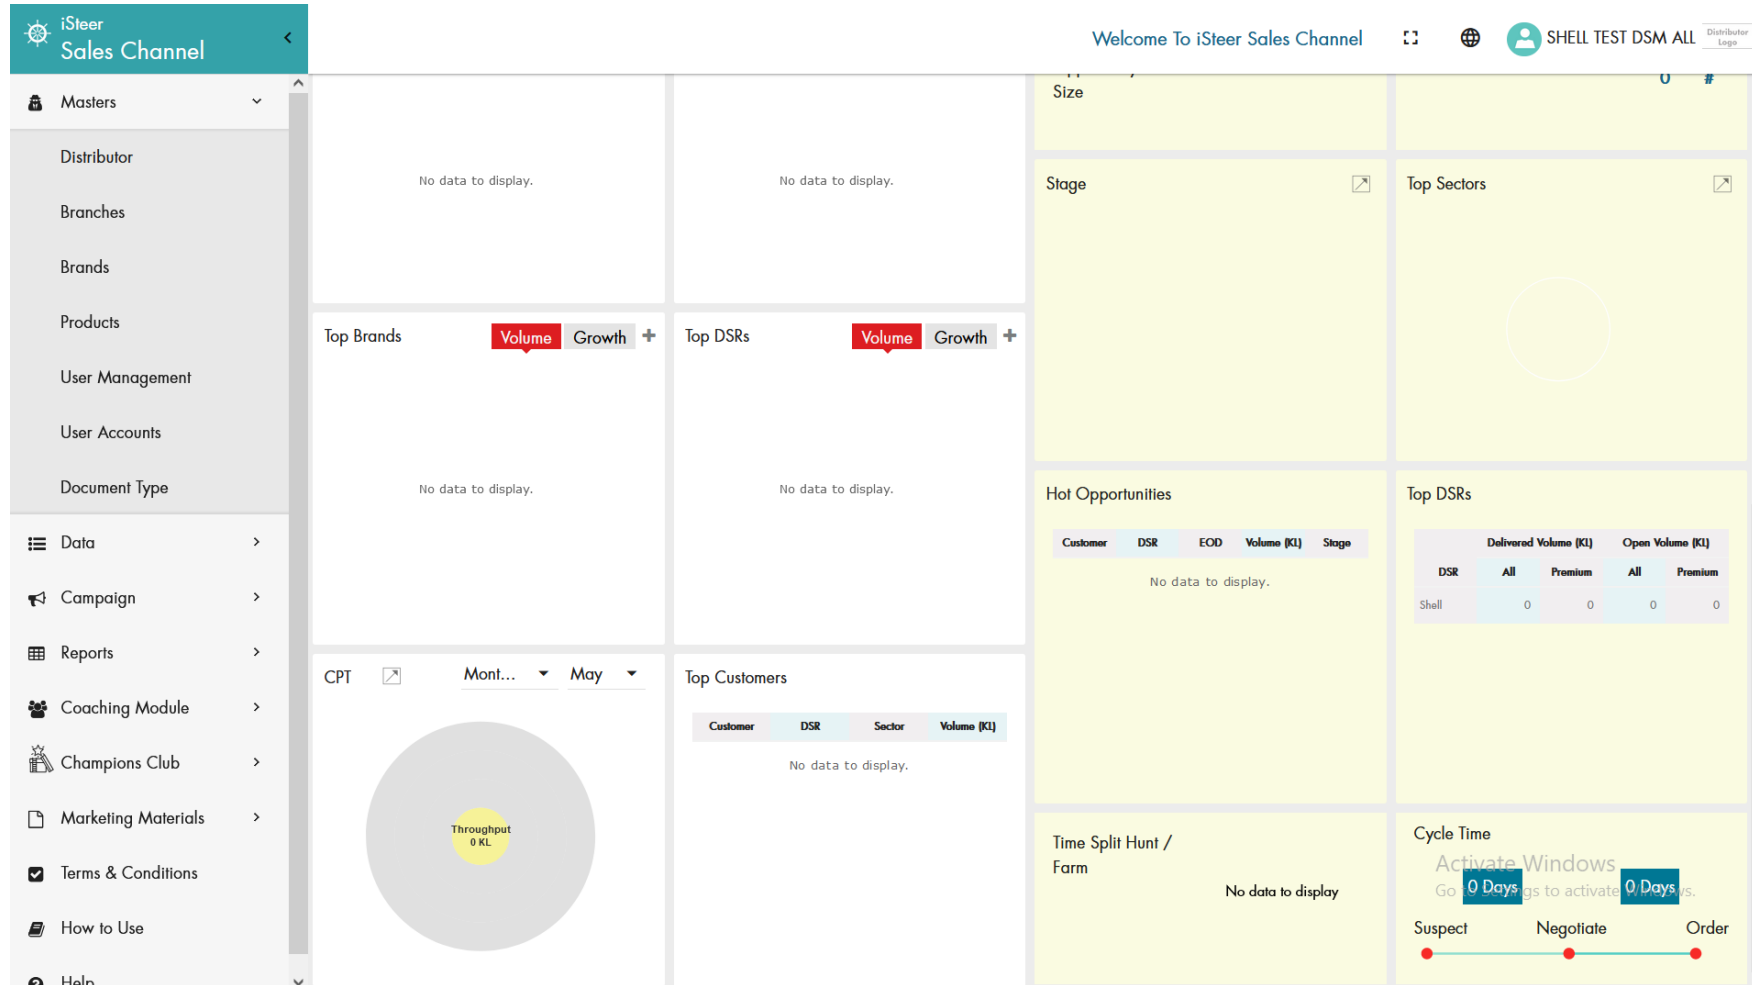 iSteer
Sales Channel
Welcome To iSteer Sales Channel
SHELL TEST DSM ALL
Distributor
Logo
Masters
Distributor
Branches
Brands
Products
User Management
User Accounts
Document Type
Data
Campaign
Reports
Coaching Module
Champions Club
Marketing Materials
Terms & Conditions
How to Use
Help
No data to display.
No data to display.
Size
0 #
Top Brands Volume Growth
No data to display.
Top DSRs Volume Growth
No data to display.
Stage
Top Sectors
Hot Opportunities
Customer DSR EOD Volume (KL) Stage
No data to display.
Top DSRs
Delivered Volume (KL) Open Volume (KL)
DSR All Premium All Premium
Shell 0 0 0 0
CPT Mont... May
Throughput
0 KL
Top Customers
Customer DSR Sector Volume (KL)
No data to display.
Time Split Hunt /
Farm
No data to display
Cycle Time
Activate Windows
Go to Settings to activate Windows.
0 Days 0 Days
Suspect Negotiate Order